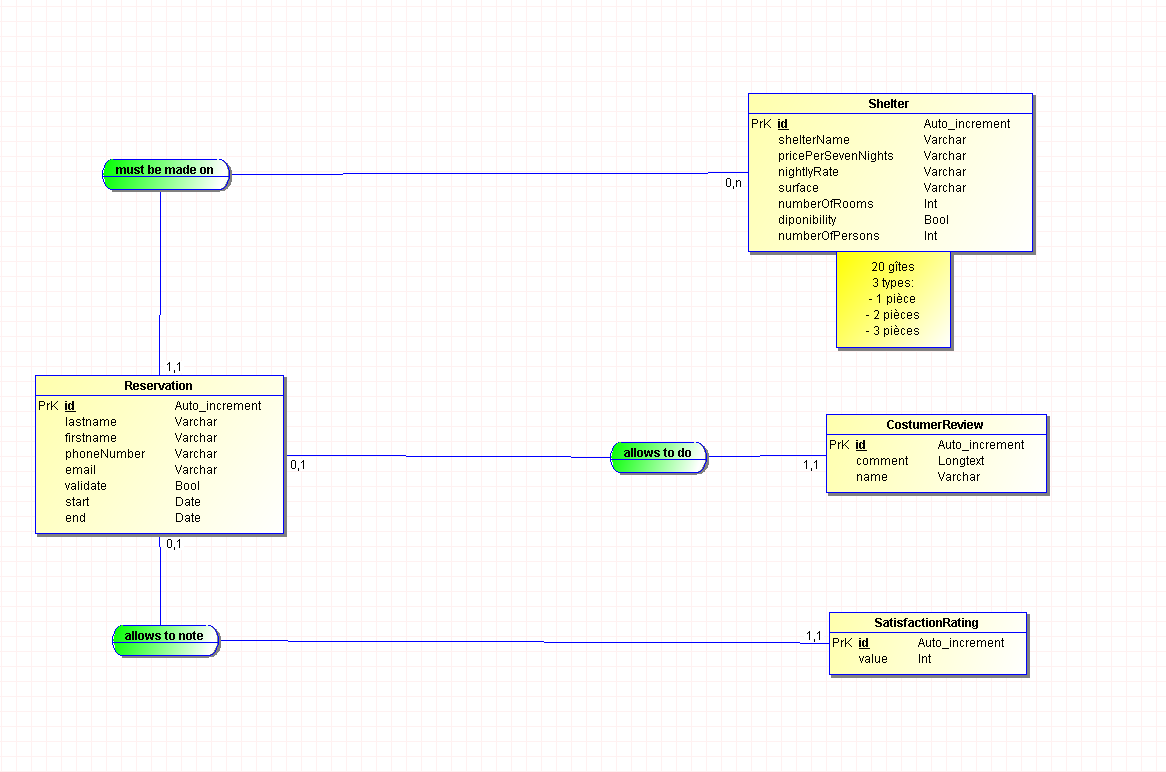 Shelter
PrK id Auto_increment
shelterName Varchar
pricePerSevenNights Varchar
nightlyRate Varchar
surface Varchar
numberOfRooms Int
diponibility Bool
numberOfPersons Int
20 gîtes
3 types:
- 1 pièce
- 2 pièces
- 3 pièces
must be made on
0,n
1,1
Reservation
PrK id Auto_increment
lastname Varchar
firstname Varchar
phoneNumber Varchar
email Varchar
validate Bool
start Date
end Date
0,1
allows to do
1,1
CostumerReview
PrK id Auto_increment
comment Longtext
name Varchar
0,1
allows to note
1,1
SatisfactionRating
PrK id Auto_increment
value Int